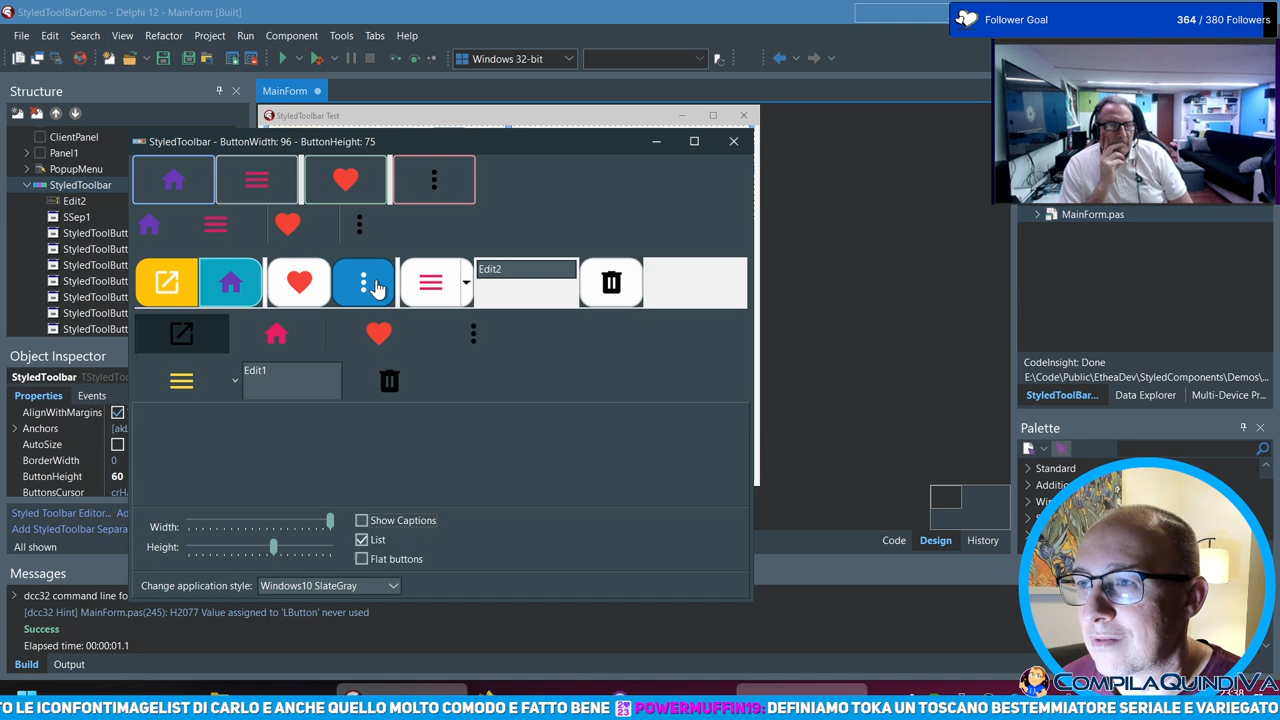 StyledToolBarDemo - Delphi 12 - MainForm [Built]
Follower Goal
364 / 380 Followers
File Edit Search View Refactor Project Run Component Tools Tabs Help
Windows 32-bit
Structure
MainForm
StyledToolbar Test
ClientPanel
Panel1
PopupMenu
StyledToolbar
Edit2
SSep1
StyledToolButt
StyledToolButt
StyledToolButt
StyledToolButt
StyledToolButt
StyledToolButt
StyledToolButt
StyledToolbar - ButtonWidth: 96 - ButtonHeight: 75
Edit2
Edit1
Width:
Height:
Show Captions
List
Flat buttons
Change application style: Windows10 SlateGray
Object Inspector
StyledToolbar TStyledToolb
Properties Events
AlignWithMargins
Anchors [akL
AutoSize
BorderWidth 0
ButtonHeight 60
ButtonsCursor crHa
Styled Toolbar Editor...
Add StyledToolbar Separa
All shown
MainForm.pas
CodeInsight: Done
E:\Code\Public\EtheaDev\StyledComponents\Demos\...
StyledToolBar... Data Explorer Multi-Device Pr...
Palette
Standard
Code Design History
Messages
dcc32 command line fo
[dcc32 Hint] MainForm.pas(245): H2077 Value assigned to 'LButton' never used
Success
Elapsed time: 00:00:01.1
Build Output
COMPILAQUINDIVA
TO LE ICONFONTIMAGELIST DI CARLO E ANCHE QUELLO MOLTO COMODO E FATTO BENE POWERMUFFIN19: DEFINIAMO TOKA UN TOSCANO BESTEMMIATORE SERIALE E VARIEGATO